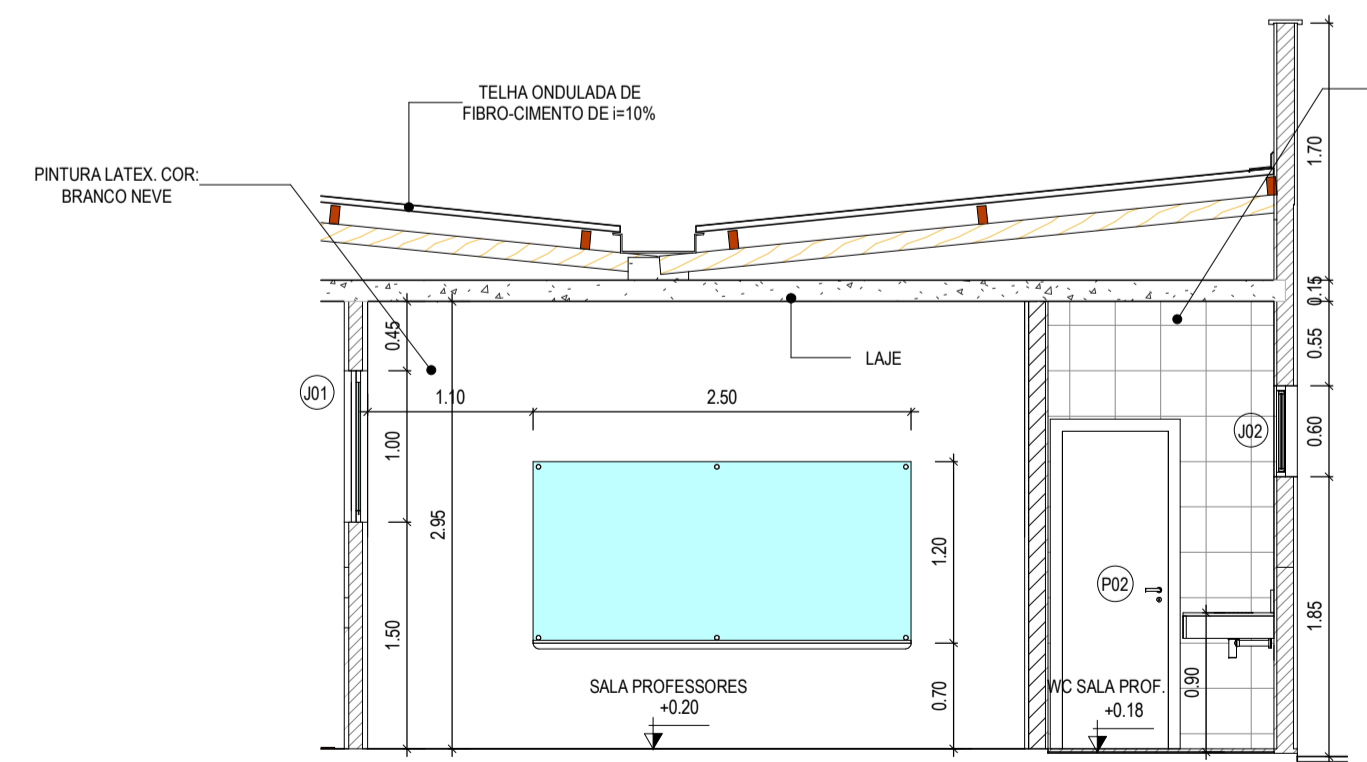 TELHA ONDULADA DE
FIBRO-CIMENTO DE i=10%
PINTURA LATEX. COR:
BRANCO NEVE
1.70
0.15
0.45
0.55
LAJE
J01
1.10
2.50
J02
0.60
1.00
2.95
1.20
P02
1.50
1.85
SALA PROFESSORES
+0.20
0.70
WC SALA PROF.
+0.18
0.90